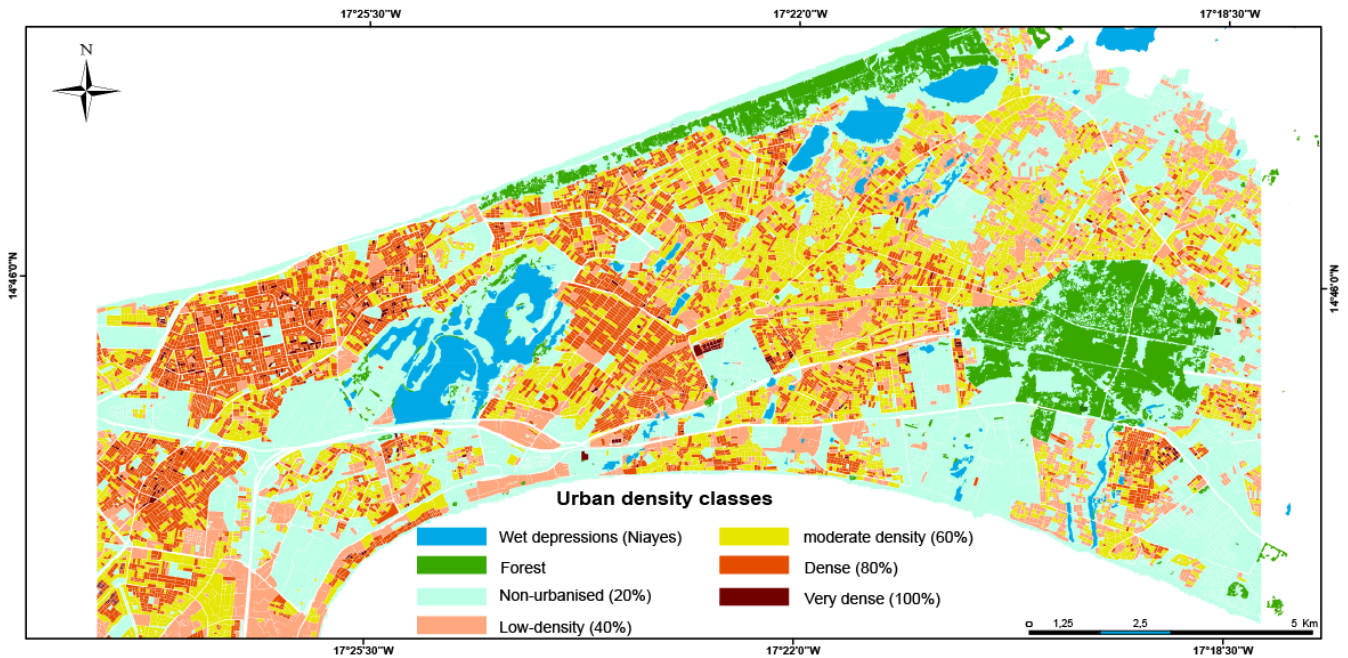 17°25'30"W 17°22'0"W 17°18'30"W
N
14°46'0"N
14°46'0"N
Urban density classes
Wet depressions (Niayes)
Forest
Non-urbanised (20%)
Low-density (40%)
moderate density (60%)
Dense (80%)
Very dense (100%)
0 1,25 2,5 5 Km
17°25'30"W 17°22'0"W 17°18'30"W